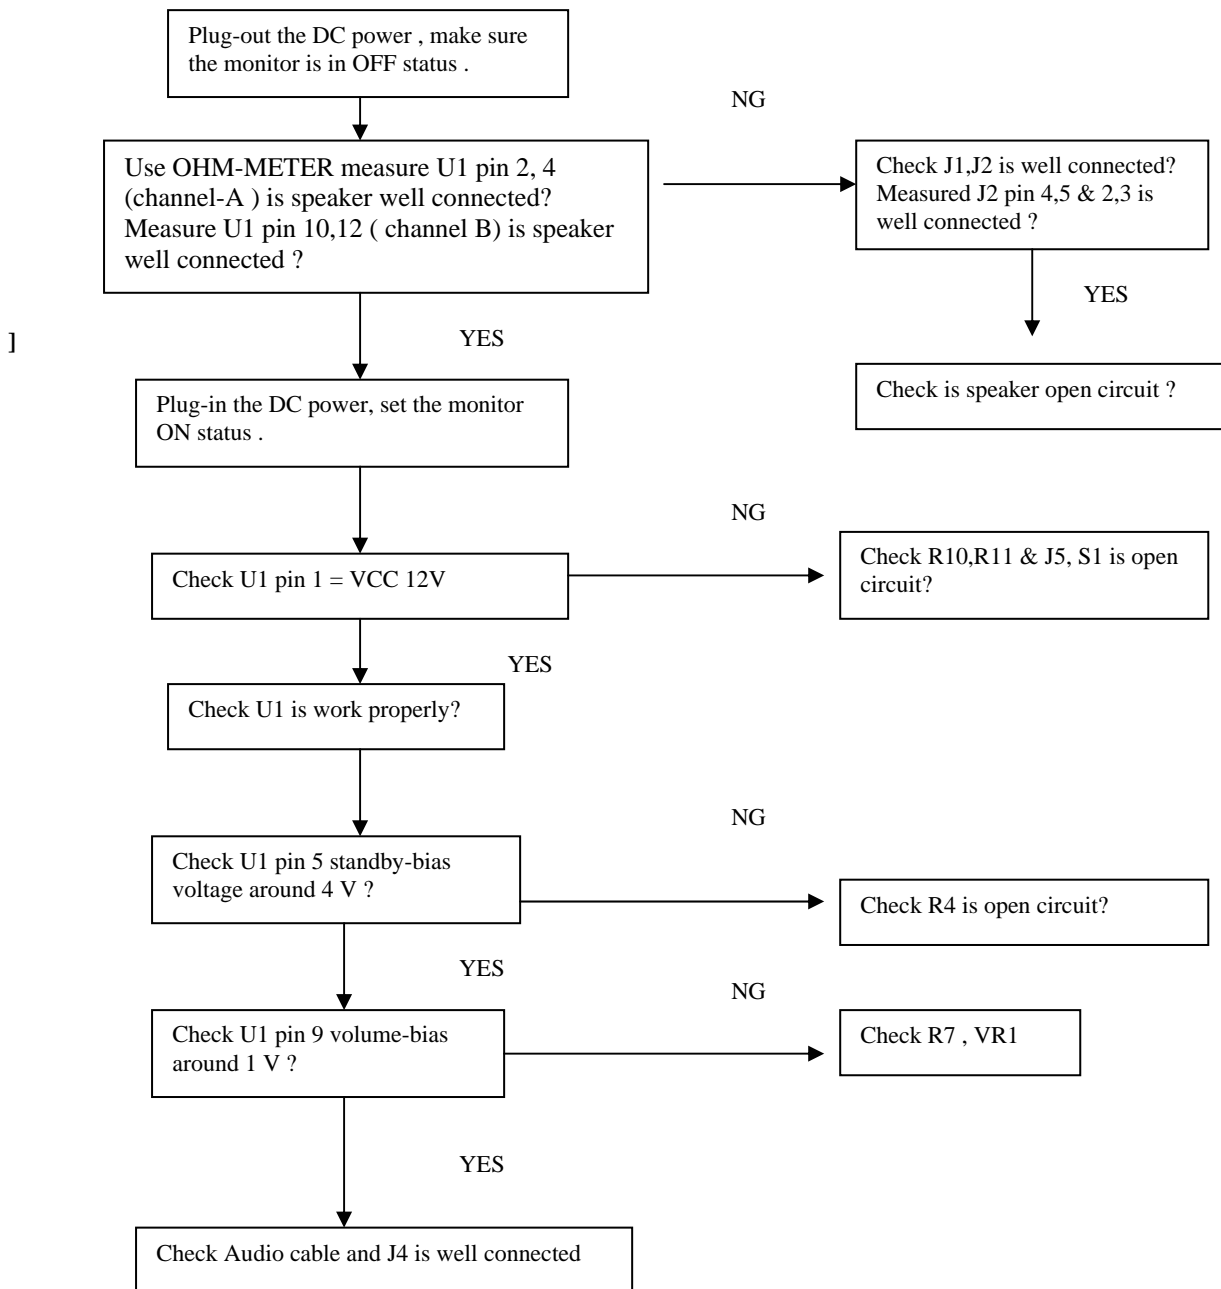 Plug-out the DC power , make sure
the monitor is in OFF status .
NG
Use OHM-METER measure U1 pin 2, 4
(channel-A ) is speaker well connected?
Measure U1 pin 10,12 ( channel B) is speaker
well connected ?
Check J1,J2 is well connected?
Measured J2 pin 4,5 & 2,3 is
well connected ?
YES
YES
]
Check is speaker open circuit ?
Plug-in the DC power, set the monitor
ON status .
NG
Check U1 pin 1 = VCC 12V
Check R10,R11 & J5, S1 is open
circuit?
YES
Check U1 is work properly?
NG
Check U1 pin 5 standby-bias
voltage around 4 V ?
Check R4 is open circuit?
YES
NG
Check U1 pin 9 volume-bias
around 1 V ?
Check R7 , VR1
YES
Check Audio cable and J4 is well connected